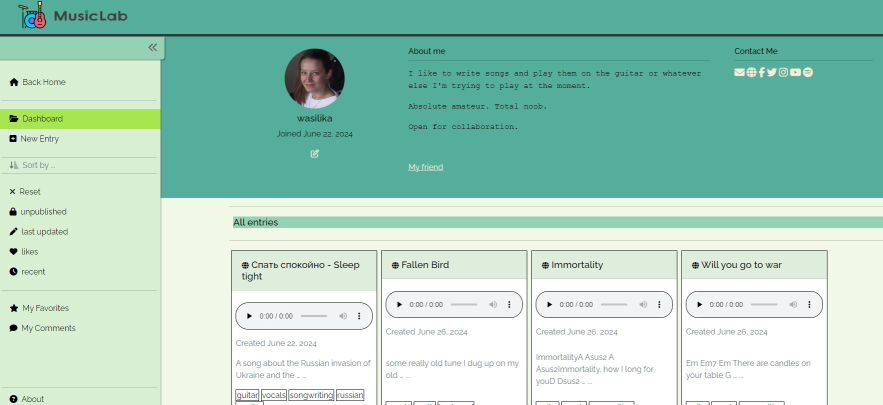 MusicLab
Back Home
Dashboard
New Entry
Sort by ...
Reset
unpublished
last updated
likes
recent
My Favorites
My Comments
About
wasilika
Joined June 22, 2024
About me
I like to write songs and play them on the guitar or whatever
else I'm trying to play at the moment.
Absolute amateur. Total noob.
Open for collaboration.
My friend
Contact Me
All entries
Спать спокойно - Sleep
tight
0:00 / 0:00
Created June 22, 2024
A song about the Russian invasion of
Ukraine and the ... ...
guitar vocals songwriting russian
Fallen Bird
0:00 / 0:00
Created June 26, 2024
some really old tune I dug up on my
old ... ...
Immortality
0:00 / 0:00
Created June 26, 2024
ImmortalityA Asus2 A
Asus2Immortality, how I long for
youD Dsus2 ... ...
Will you go to war
0:00 / 0:00
Created June 26, 2024
Em Em7 Em There are candles on
your table G ... ...